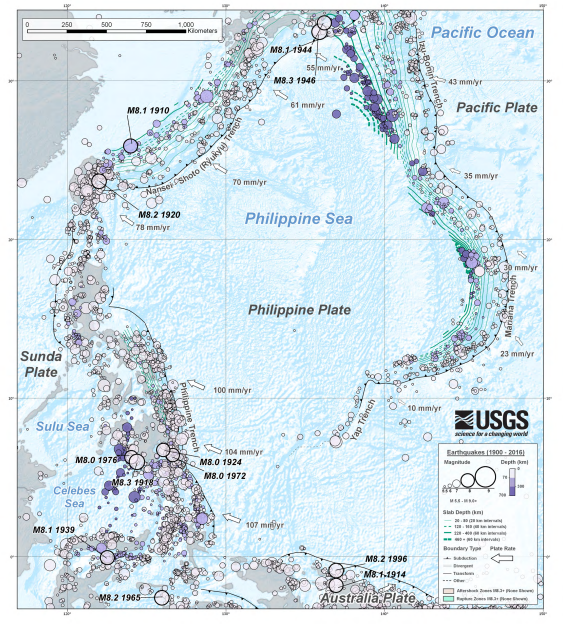 0 250 500 750 1,000
Kilometers
Pacific Ocean
M8.1 1944
55 mm/yr
M8.3 1946
Izu-Bonin Trench
43 mm/yr
61 mm/yr
Pacific Plate
M8.1 1910
Nansei-Shoto (Ryukyu) Trench
35 mm/yr
70 mm/yr
M8.2 1920
78 mm/yr
Philippine Sea
30 mm/yr
Mariana Trench
Philippine Plate
Sunda
Plate
23 mm/yr
100 mm/yr
Philippine Trench
10 mm/yr
Yap Trench
USGS
science for a changing world
Sulu Sea
104 mm/yr
M8.0 1976
M8.0 1924
M8.0 1972
M8.3 1918
Celebes
Sea
107 mm/yr
M8.1 1939
M8.2 1996
M8.1 1914
M8.2 1965
Australia Plate
Earthquakes (1900 - 2016)
Magnitude Depth (km)
Slab Depth (km)
Boundary Type Plate Rate
Subduction
Divergent
Transform
Other